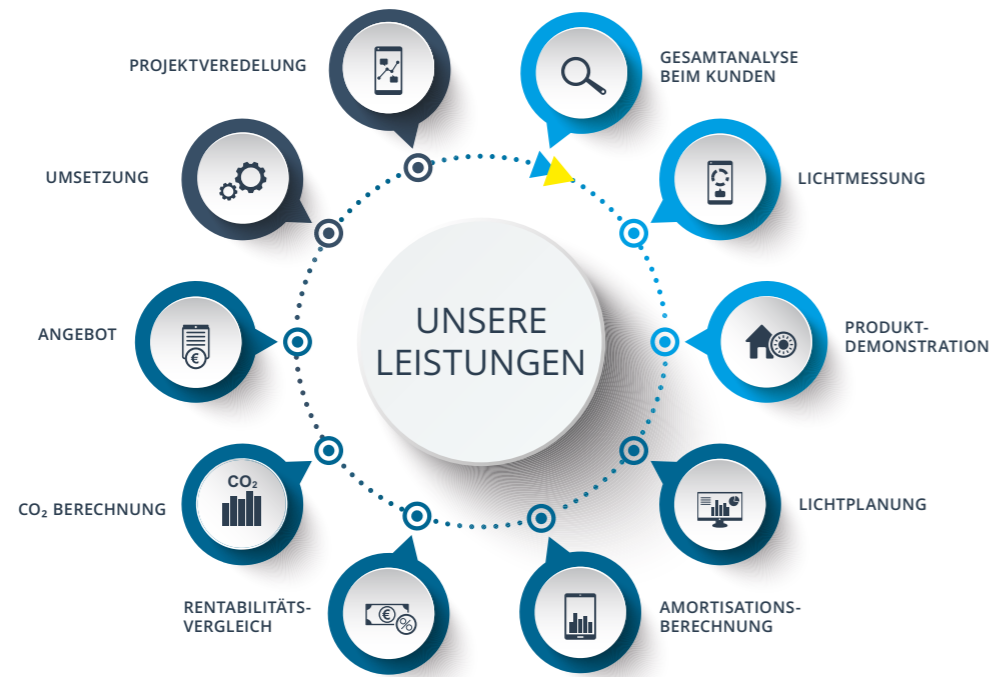 UNSERE
LEISTUNGEN
GESAMTANALYSE
BEIM KUNDEN
LICHTMESSUNG
PRODUKT-
DEMONSTRATION
LICHTPLANUNG
AMORTISATIONS-
BERECHNUNG
RENTABILITÄTS-
VERGLEICH
€
%
CO₂ BERECHNUNG
CO₂
ANGEBOT
€
UMSETZUNG
PROJEKTVEREDELUNG